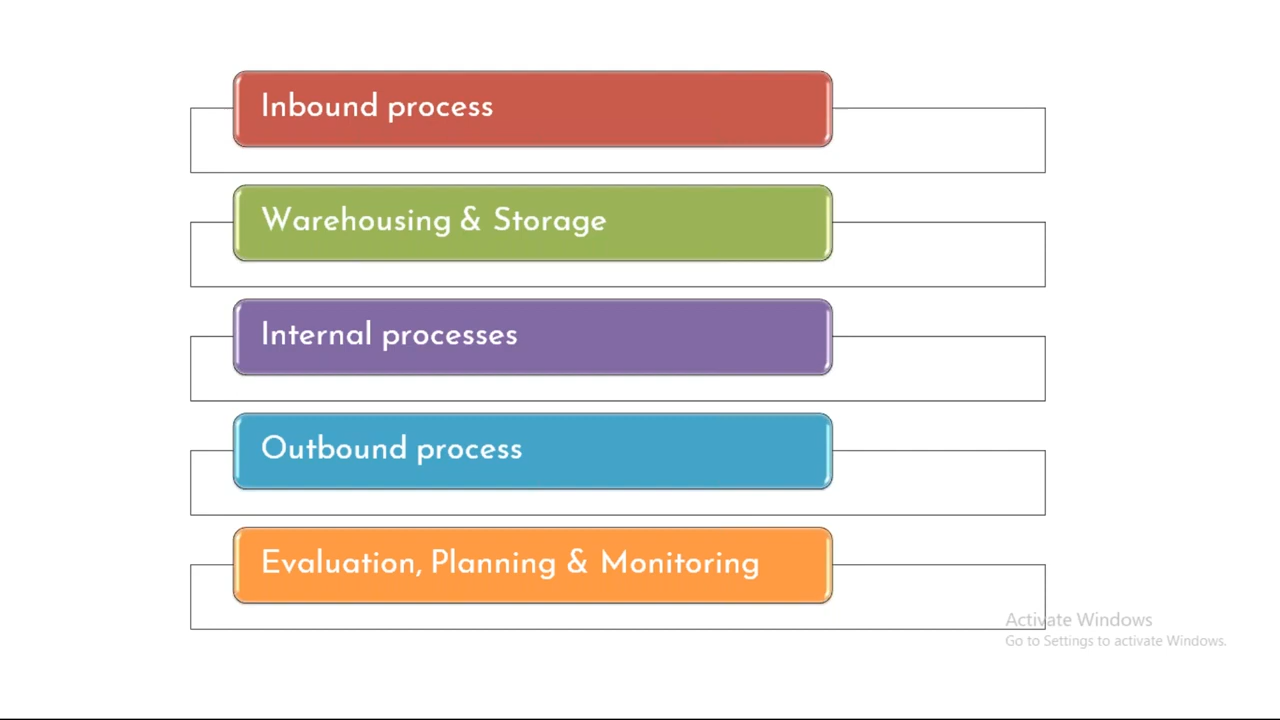 Inbound process
Warehousing & Storage
Internal processes
Outbound process
Evaluation, Planning & Monitoring
Activate Windows
Go to Settings to activate Windows.